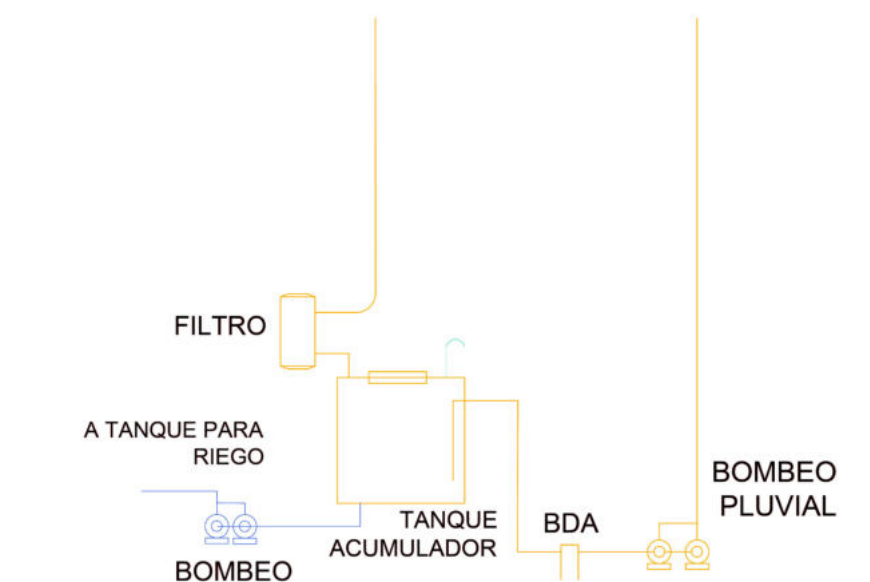 FILTRO
A TANQUE PARA
RIEGO
BOMBEO
PLUVIAL
TANQUE
ACUMULADOR
BDA
BOMBEO